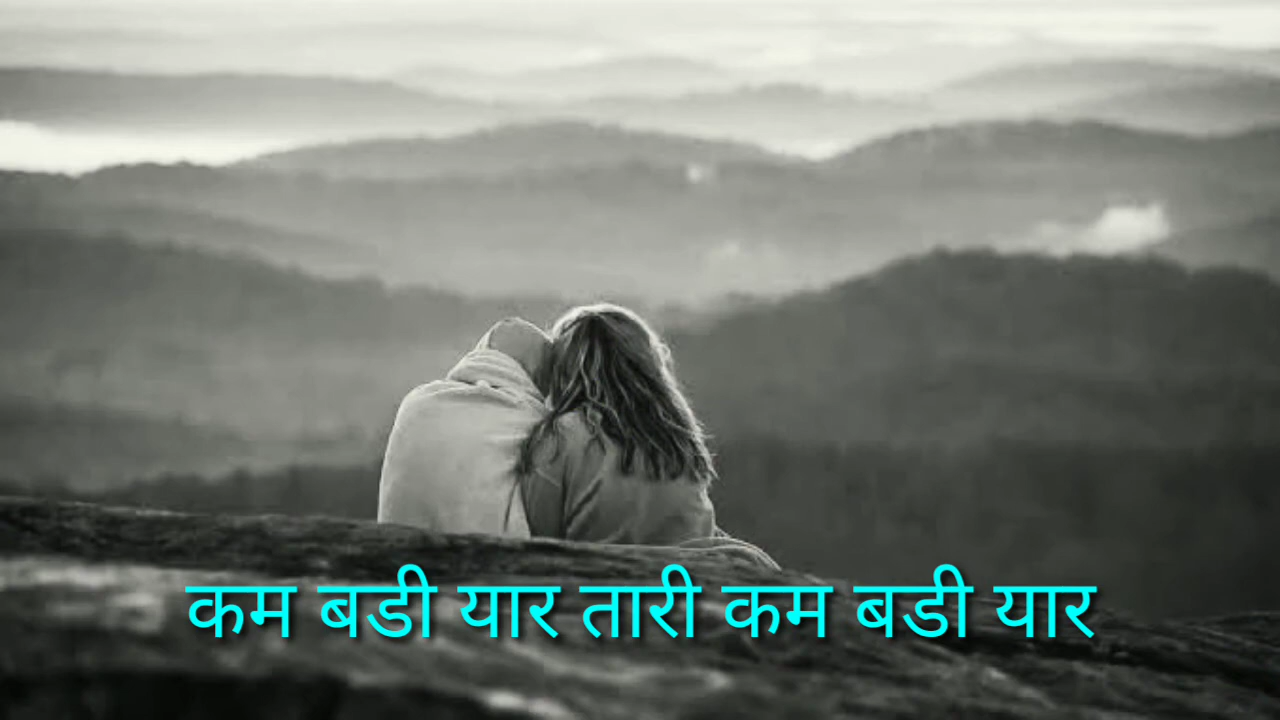 कम बडी यार तारी कम बडी यार